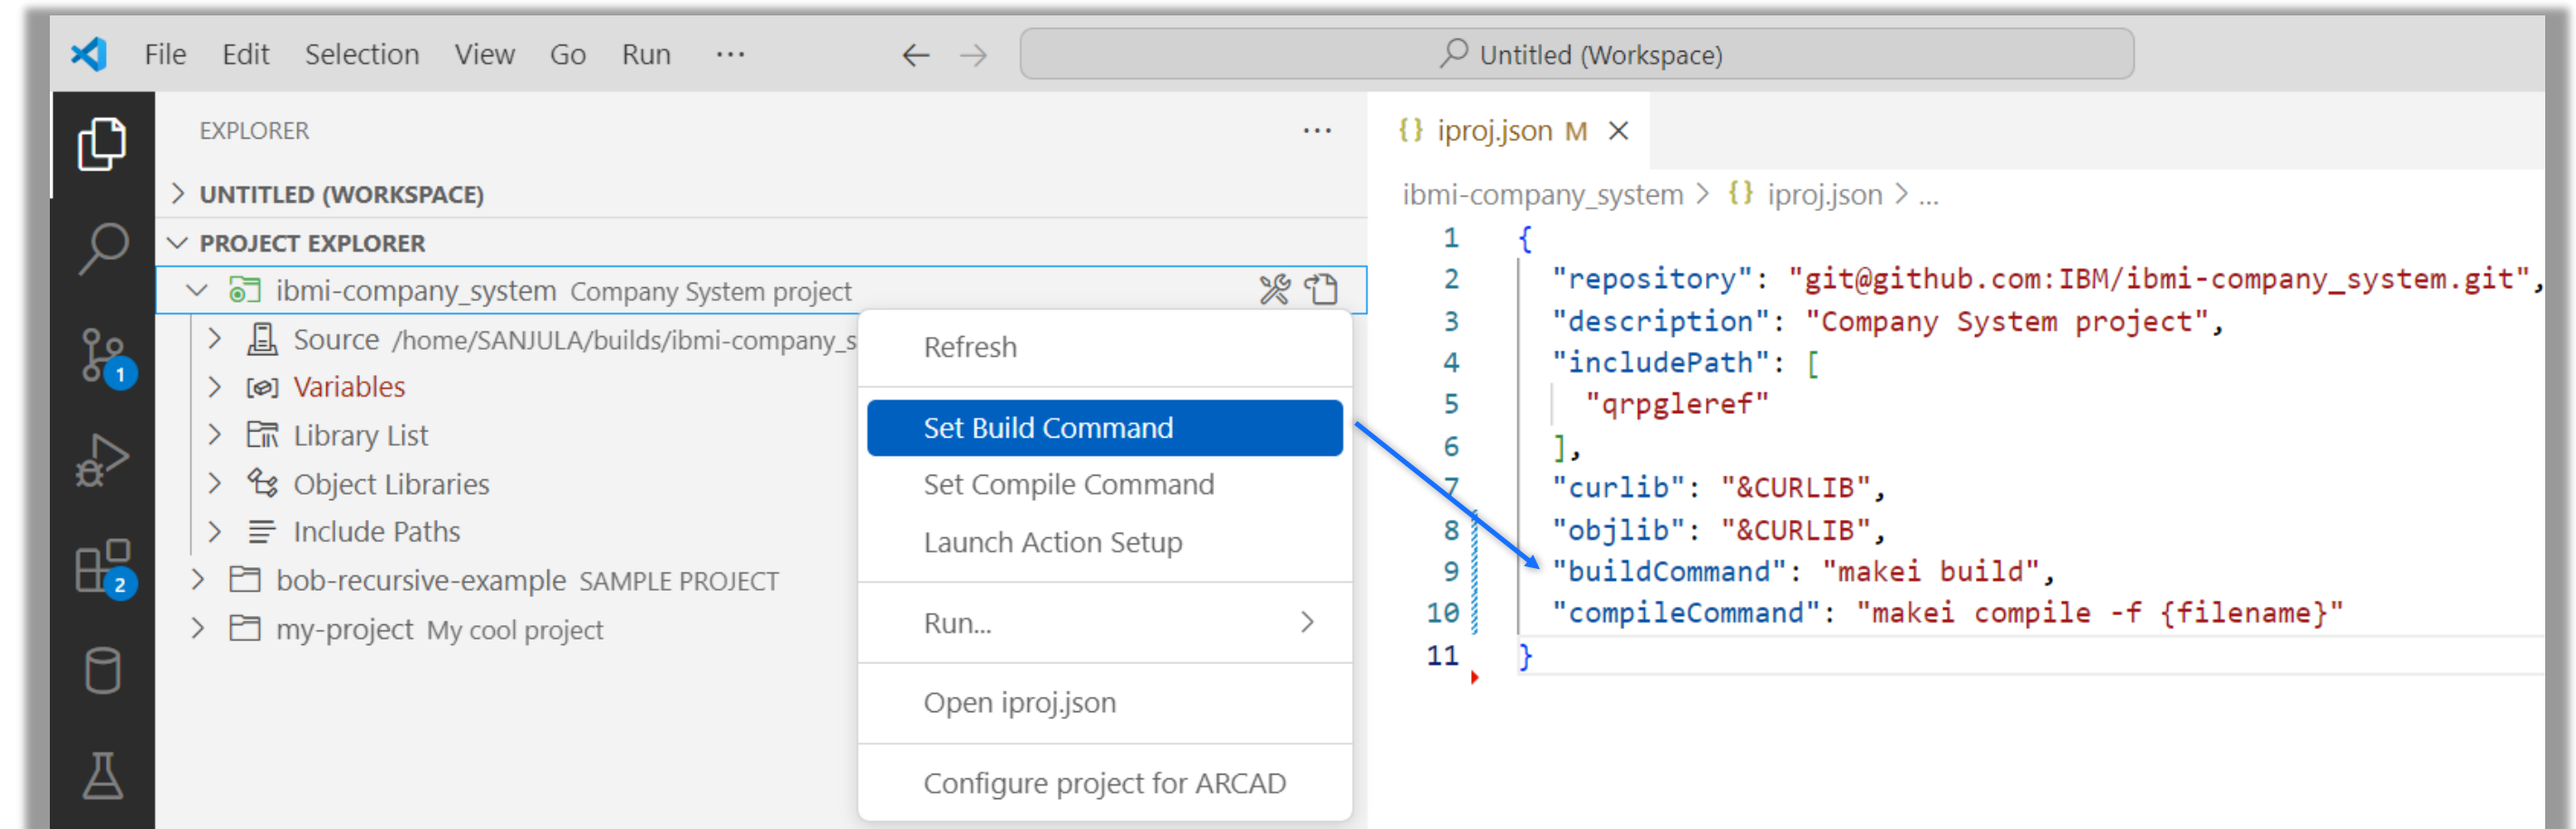 File Edit Selection View Go Run ...
Untitled (Workspace)
EXPLORER ...
UNTITLED (WORKSPACE)
PROJECT EXPLORER
ibmi-company_system Company System project
Source /home/SANJULA/builds/ibmi-company_s
Variables
Library List
Object Libraries
Include Paths
bob-recursive-example SAMPLE PROJECT
my-project My cool project
1
2
Refresh
Set Build Command
Set Compile Command
Launch Action Setup
Run...
Open iproj.json
Configure project for ARCAD
{} iproj.json M
ibmi-company_system > {} iproj.json > ...
1 {
2 "repository": "git@github.com:IBM/ibmi-company_system.git",
3 "description": "Company System project",
4 "includePath": [
5 "qrpgleref"
6 ],
7 "curlib": "&CURLIB",
8 "objlib": "&CURLIB",
9 "buildCommand": "makei build",
10 "compileCommand": "makei compile -f {filename}"
11 }